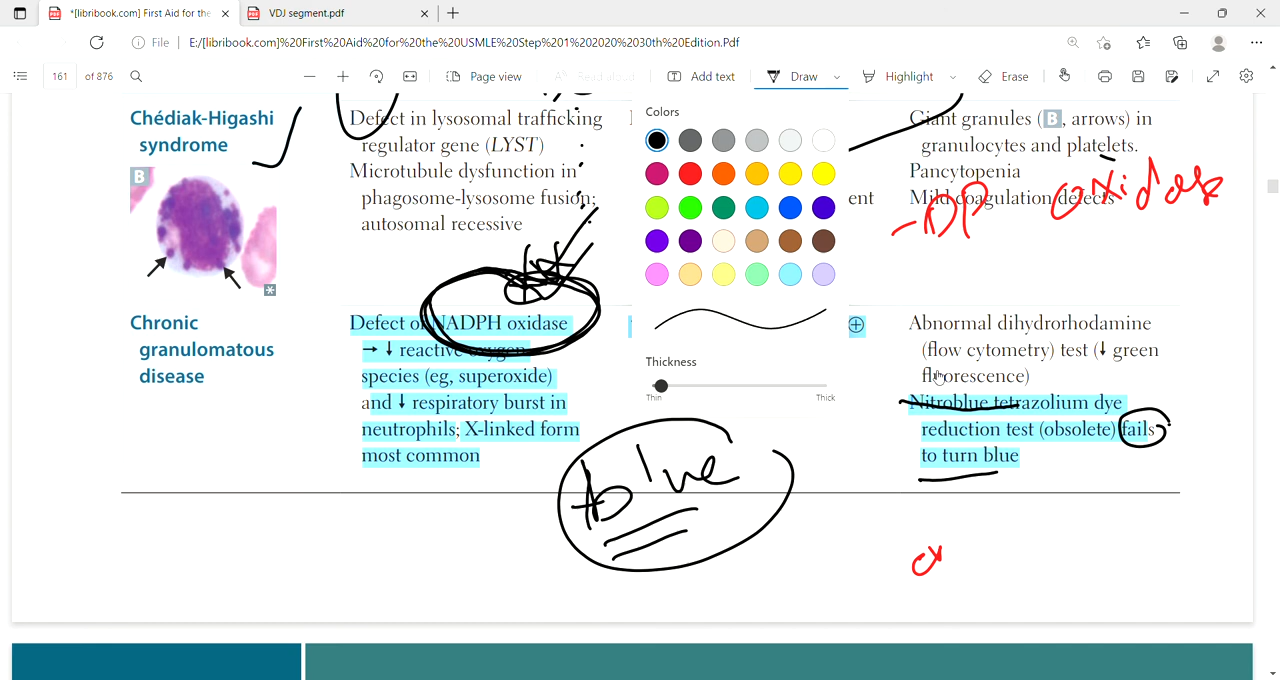 *[libribook.com] First Aid for the
VDJ segment.pdf
File
E:/[libribook.com]%20First%20Aid%20for%20the%20USMLE%20Step%201%202020%2030th%20Edition.Pdf
161 of 876
Page view
Read aloud
Add text
Draw
Highlight
Erase
Chédiak-Higashi
syndrome
B
Defect in lysosomal trafficking
regulator gene (LYST)
Microtubule dysfunction in
phagosome-lysosome fusion;
autosomal recessive
Colors
Thickness
Thin
Thick
ent
Giant granules (B, arrows) in
granulocytes and platelets.
Pancytopenia
Mild coagulation defects
DP oxidase
Chronic
granulomatous
disease
Defect of NADPH oxidase
→ ↓ reactive oxygen
species (eg, superoxide)
and ↓ respiratory burst in
neutrophils; X-linked form
most common
blue
Abnormal dihydrorhodamine
(flow cytometry) test (↓ green
fluorescence)
Nitroblue tetrazolium dye
reduction test (obsolete) fails
to turn blue